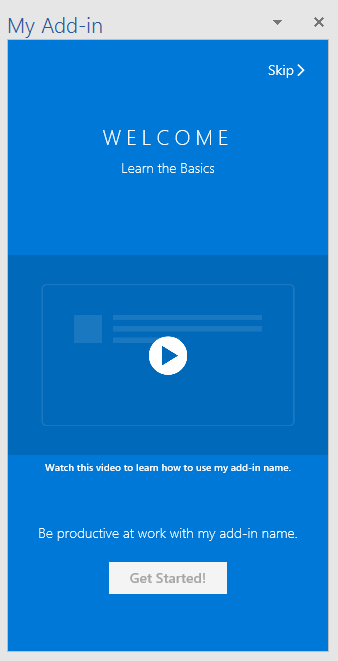 My Add-in
Skip
WELCOME
Learn the Basics
Watch this video to learn how to use my add-in name.
Be productive at work with my add-in name.
Get Started!